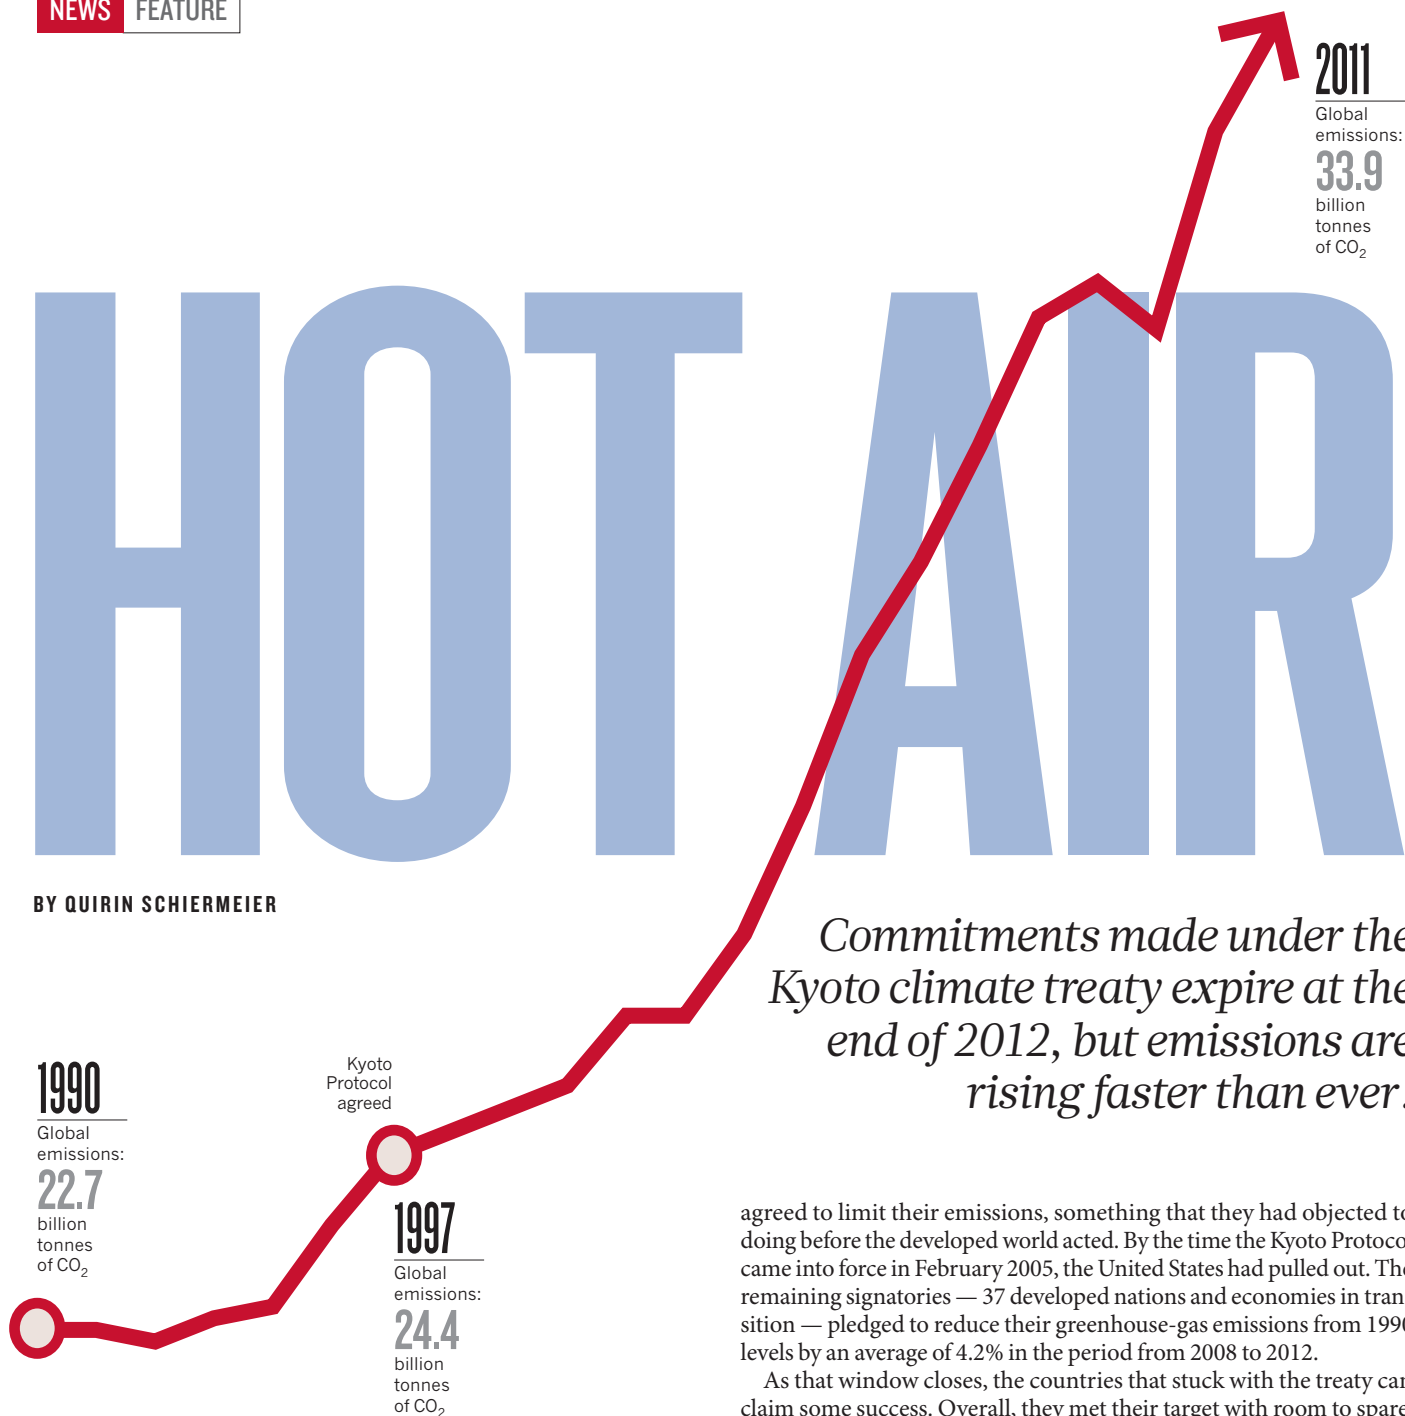 NEWS FEATURE
2011
Global
emissions:
33.9
billion
tonnes
of CO2
HOT AIR
BY QUIRIN SCHIERMEIER
Commitments made under the
Kyoto climate treaty expire at the
end of 2012, but emissions are
rising faster than ever.
1990
Global
emissions:
22.7
billion
tonnes
of CO2
Kyoto
Protocol
agreed
1997
Global
emissions:
24.4
billion
tonnes
of CO2
agreed to limit their emissions, something that they had objected to
doing before the developed world acted. By the time the Kyoto Protoco
came into force in February 2005, the United States had pulled out. The
remaining signatories — 37 developed nations and economies in tran
sition — pledged to reduce their greenhouse-gas emissions from 1990
levels by an average of 4.2% in the period from 2008 to 2012.
As that window closes, the countries that stuck with the treaty can
claim some success. Overall, they met their target with room to spare